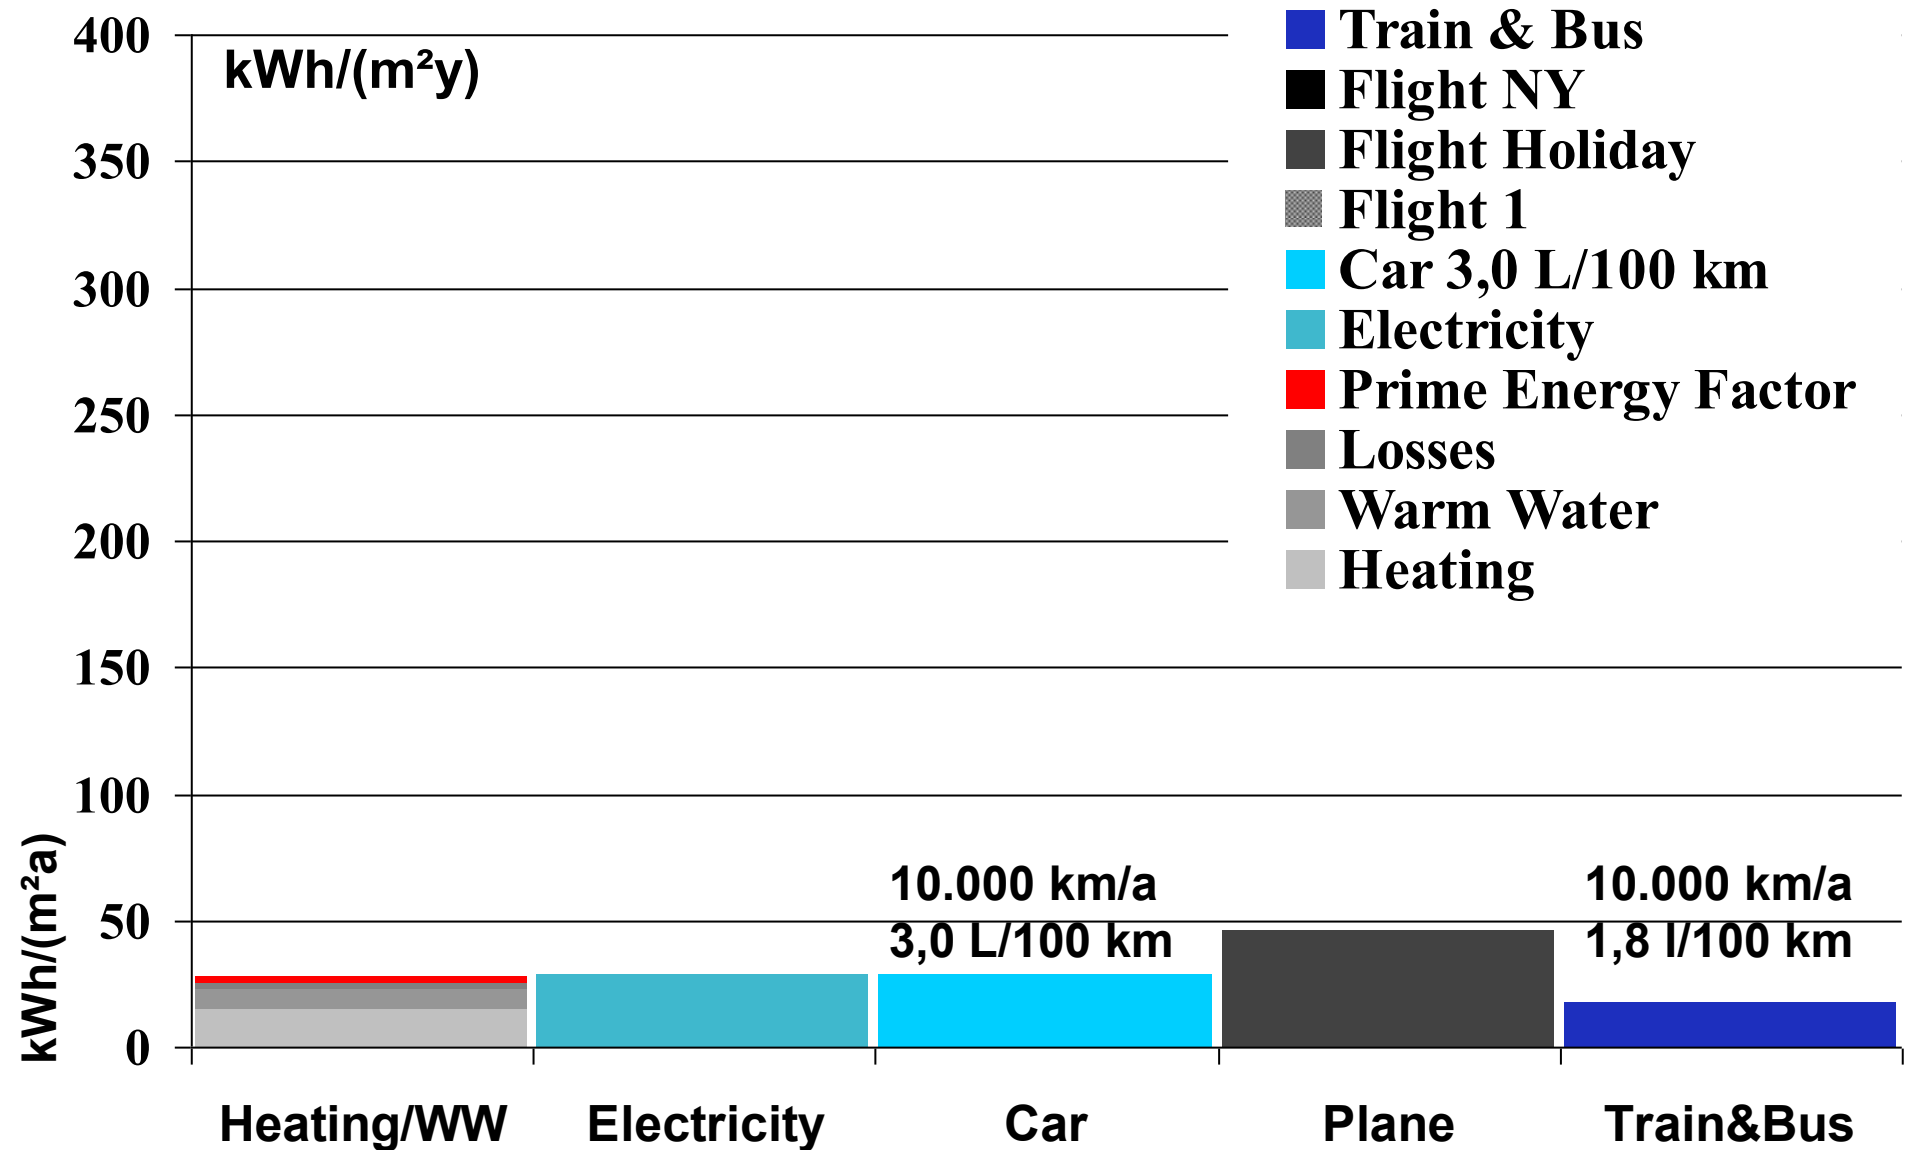 400
350
300
250
200
150
100
50
0
kWh/(m²y)
kWh/(m²a)
Train & Bus
Flight NY
Flight Holiday
Flight 1
Car 3,0 L/100 km
Electricity
Prime Energy Factor
Losses
Warm Water
Heating
10.000 km/a
3,0 L/100 km
10.000 km/a
1,8 l/100 km
Heating/WW
Electricity
Car
Plane
Train&Bus